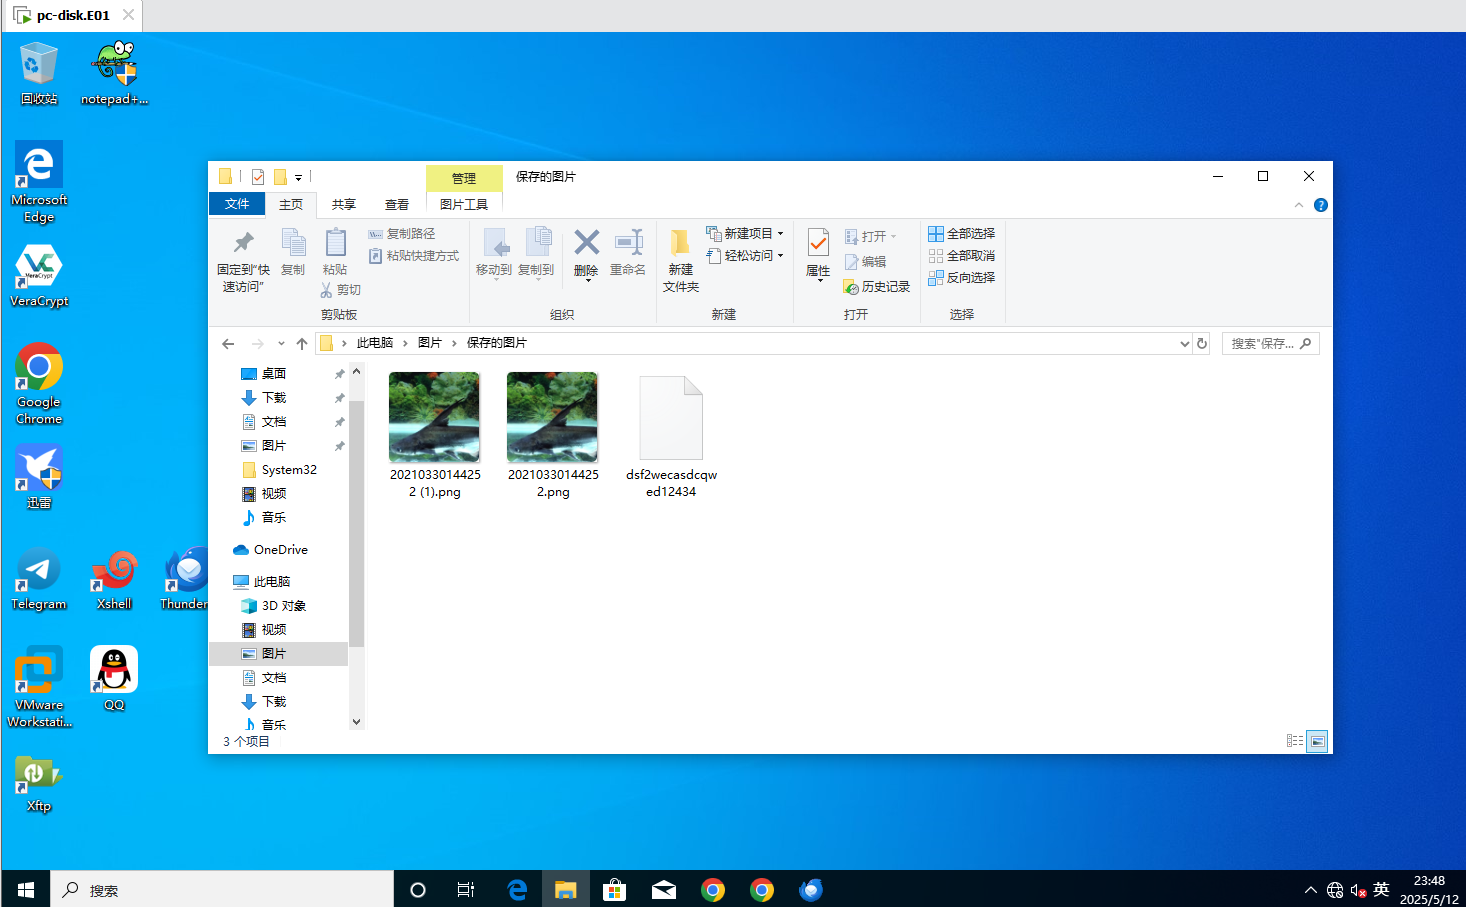 pc-disk.E01
回收站
notepad+...
Microsoft
Edge
VeraCrypt
Google
Chrome
迅雷
Telegram
Xshell
Thunder
VMware
Workstati...
QQ
Xftp
管理
保存的图片
文件
主页
共享
查看
图片工具
固定到“快
速访问”
复制
粘贴
复制路径
粘贴快捷方式
剪切
剪贴板
移动到
复制到
删除
重命名
组织
新建
文件夹
新建项目
轻松访问
新建
属性
打开
编辑
历史记录
打开
全部选择
全部取消
反向选择
选择
此电脑 › 图片 › 保存的图片
搜索"保存...
桌面
下载
文档
图片
System32
视频
音乐
OneDrive
此电脑
3D 对象
视频
图片
文档
下载
音乐
2021033014425
2 (1).png
2021033014425
2.png
dsf2wecasdcqw
ed12434
3 个项目
搜索
英
23:48
2025/5/12